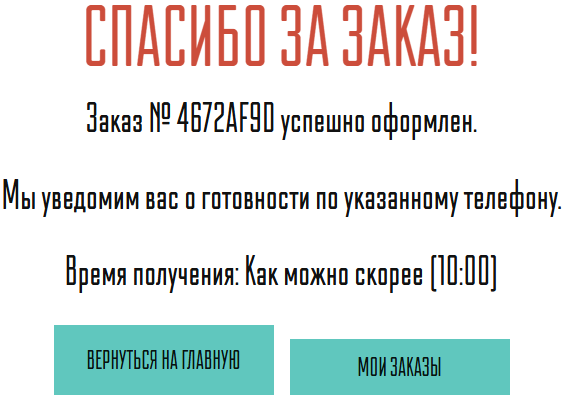 СПАСИБО ЗА ЗАКАЗ!
Заказ № 4672AF9D успешно оформлен.
Мы уведомим вас о готовности по указанному телефону.
Время получения: Как можно скорее (10:00)
ВЕРНУТЬСЯ НА ГЛАВНУЮ
МОИ ЗАКАЗЫ